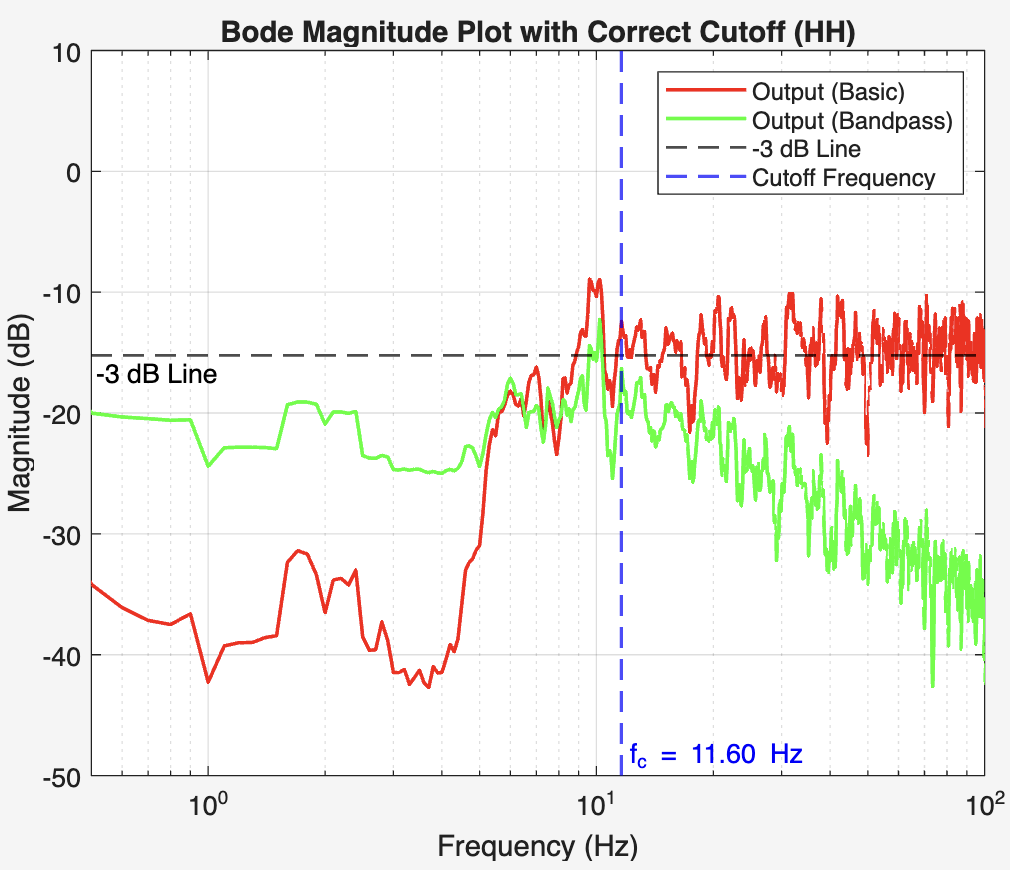 Bode Magnitude Plot with Correct Cutoff (HH)
Output (Basic)
Output (Bandpass)
-3 dB Line
Cutoff Frequency
10
0
-10
-20
-30
-40
-50
Magnitude (dB)
-3 dB Line
fc = 11.60 Hz
10^0
10^1
10^2
Frequency (Hz)